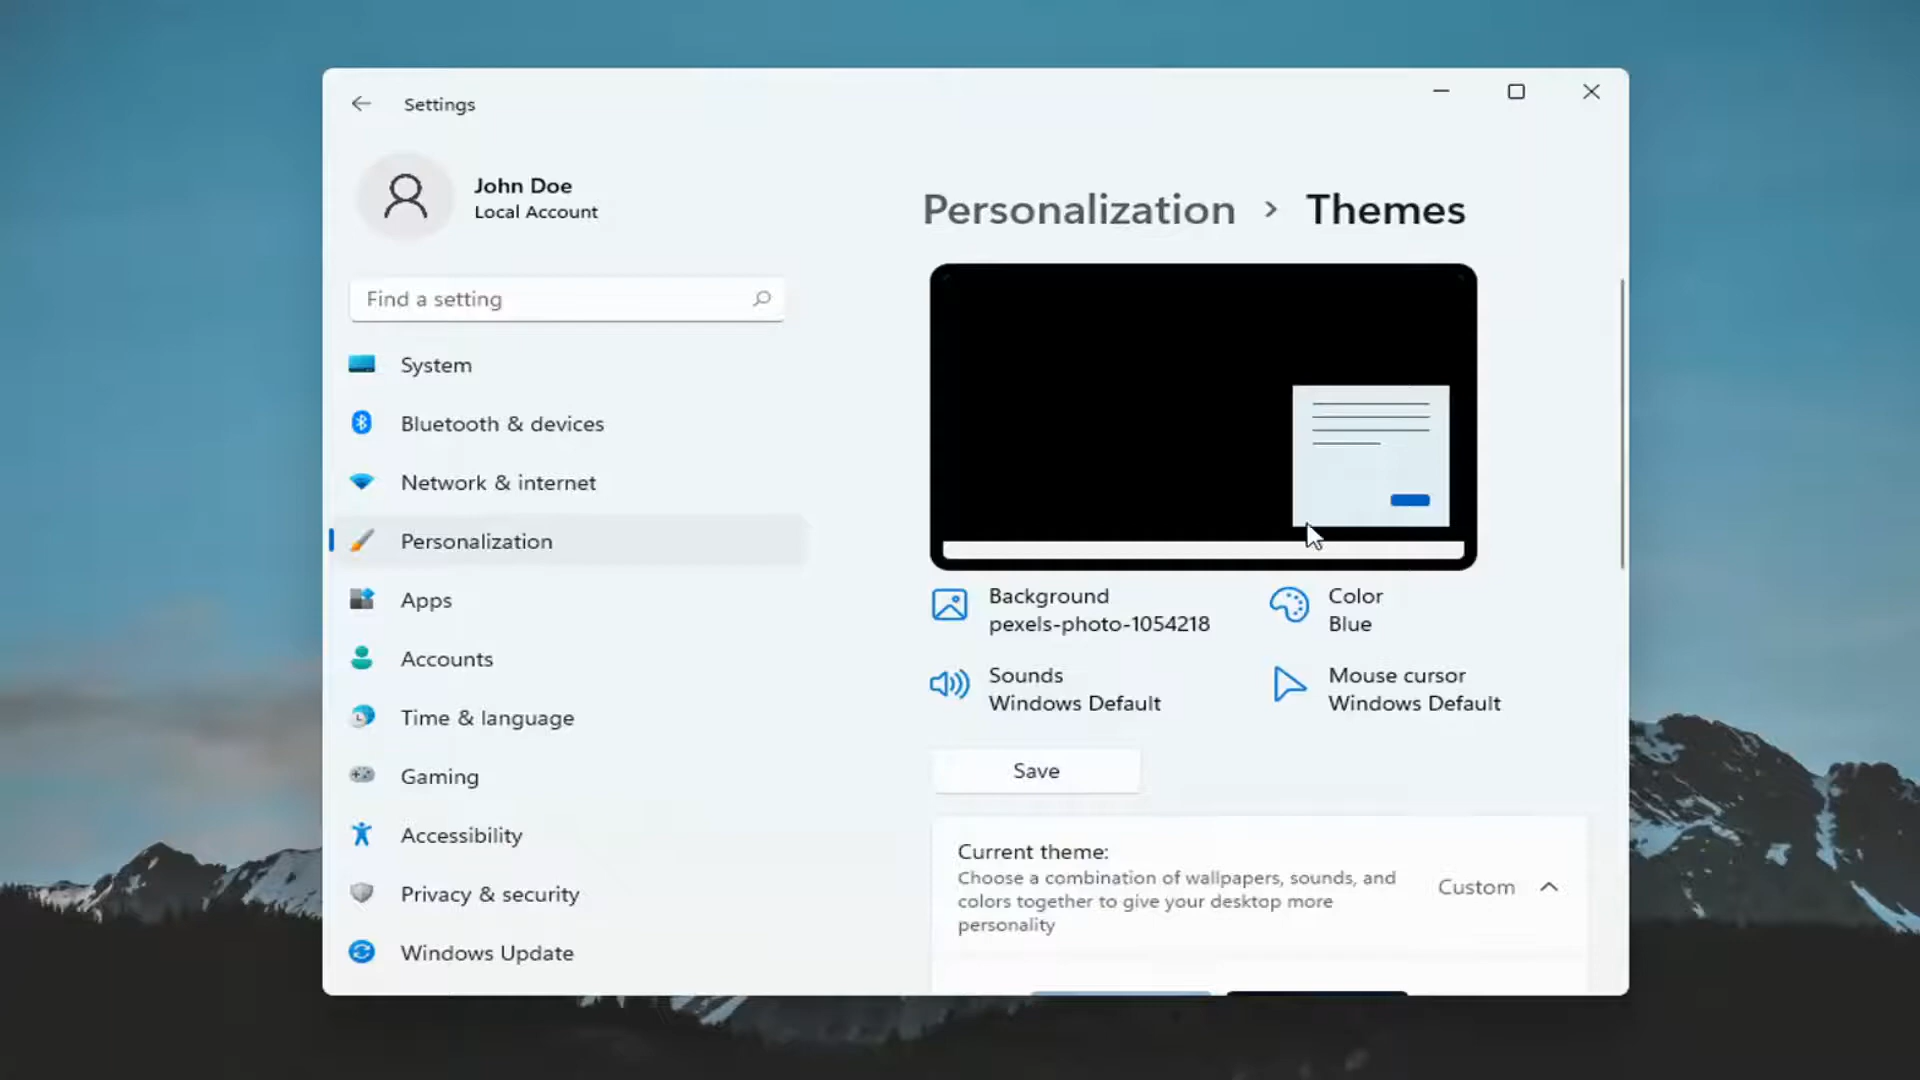 Settings
John Doe
Local Account
Find a setting
System
Bluetooth & devices
Network & internet
Personalization
Apps
Accounts
Time & language
Gaming
Accessibility
Privacy & security
Windows Update
Personalization > Themes
Background
pexels-photo-1054218
Color
Blue
Sounds
Windows Default
Mouse cursor
Windows Default
Save
Current theme:
Choose a combination of wallpapers, sounds, and
colors together to give your desktop more
personality
Custom